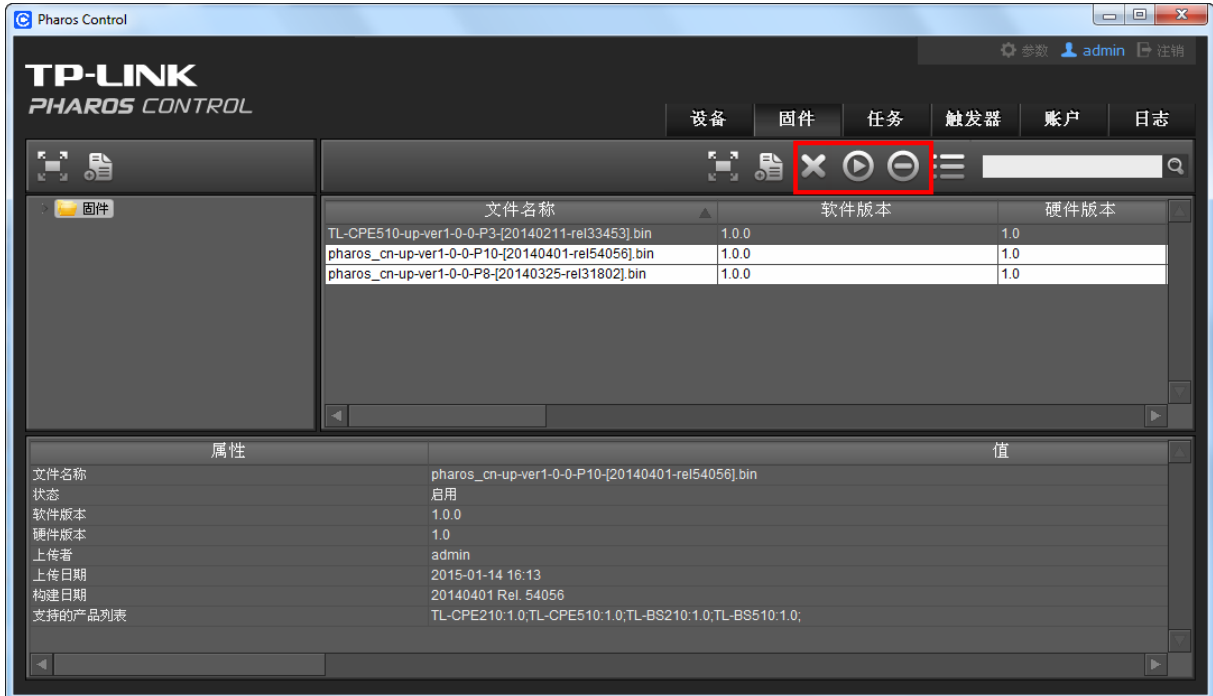 Pharos Control
参数 admin 注销
TP-LINK
PHAROS CONTROL
设备 固件 任务 触发器 账户 日志
固件
文件名称 软件版本 硬件版本
TL-CPE510-up-ver1-0-0-P3-[20140211-rel33453].bin 1.0.0 1.0
pharos_cn-up-ver1-0-0-P10-[20140401-rel54056].bin 1.0.0 1.0
pharos_cn-up-ver1-0-0-P8-[20140325-rel31802].bin 1.0.0 1.0
属性 值
文件名称 pharos_cn-up-ver1-0-0-P10-[20140401-rel54056].bin
状态 启用
软件版本 1.0.0
硬件版本 1.0
上传者 admin
上传日期 2015-01-14 16:13
构建日期 20140401 Rel. 54056
支持的产品列表 TL-CPE210:1.0;TL-CPE510:1.0;TL-BS210:1.0;TL-BS510:1.0;